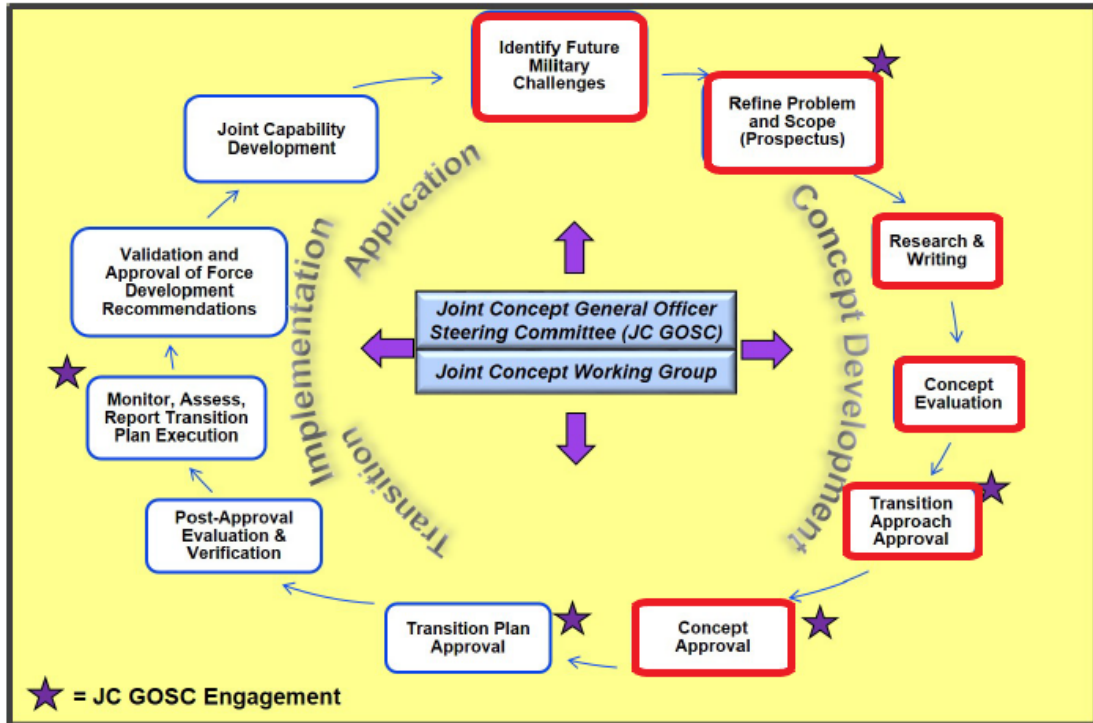 Identify Future
Military
Challenges
Refine Problem
and Scope
(Prospectus)
Research &
Writing
Concept
Evaluation
Transition
Approach
Approval
Concept
Approval
Transition Plan
Approval
Post-Approval
Evaluation &
Verification
Monitor, Assess,
Report Transition
Plan Execution
Validation and
Approval of Force
Development
Recommendations
Joint Capability
Development
Application
Concept Development
Implementation
Transition
Joint Concept General Officer
Steering Committee (JC GOSC)
Joint Concept Working Group
= JC GOSC Engagement